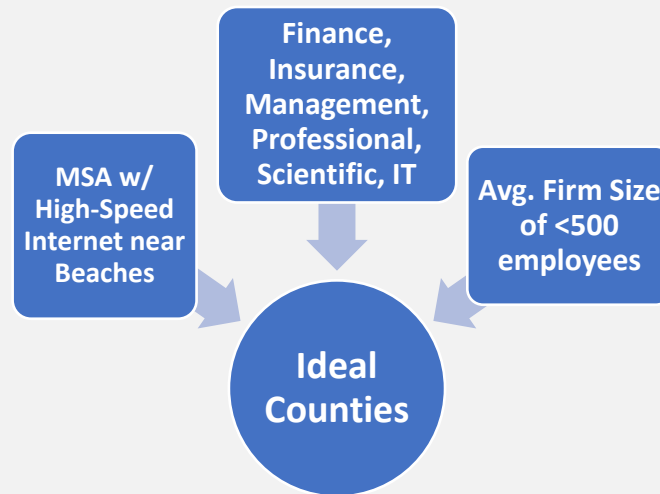 Finance,
Insurance,
Management,
Professional,
Scientific, IT
MSA w/
High-Speed
Internet near
Beaches
Avg. Firm Size
of <500
employees
Ideal
Counties